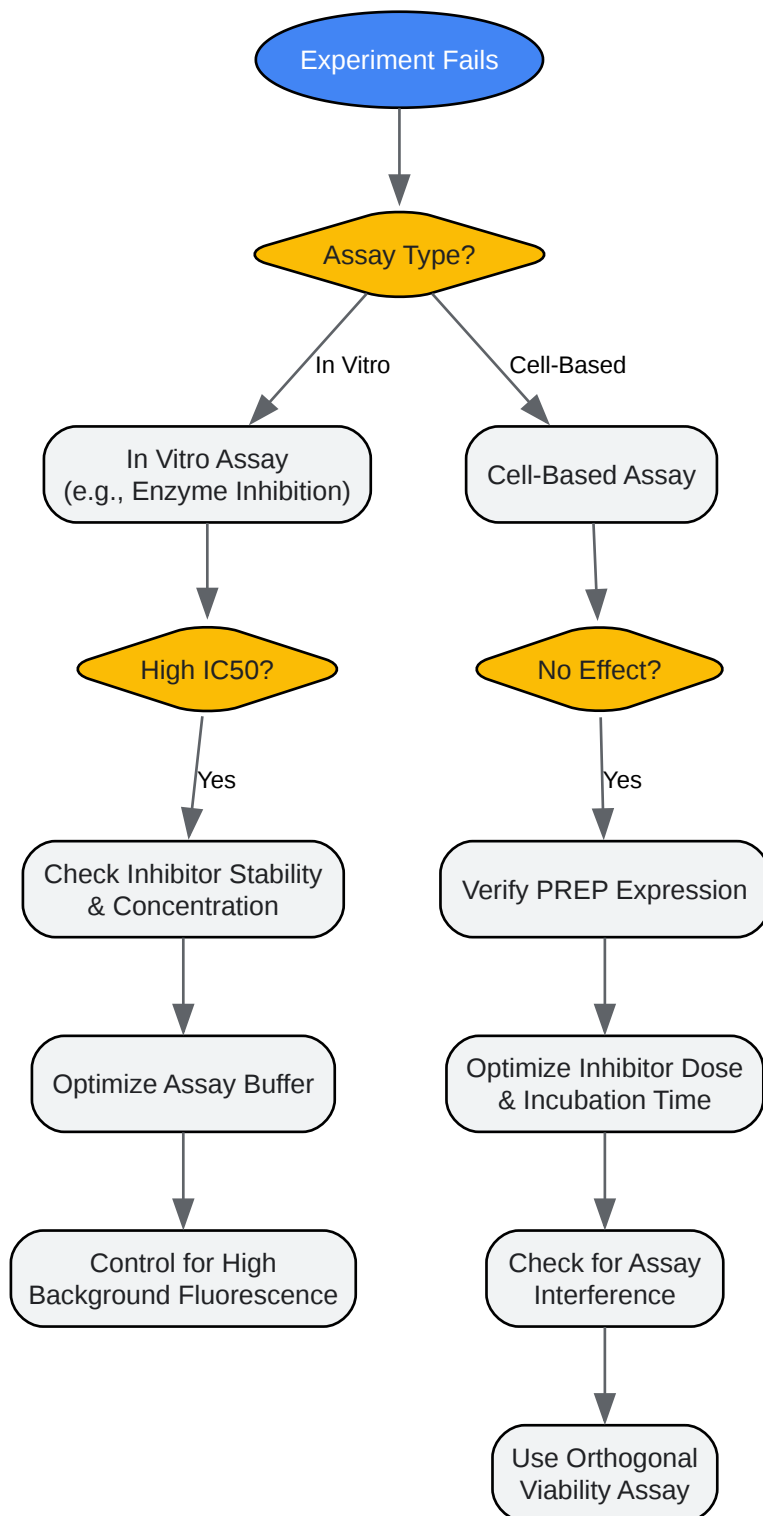 Experiment Fails
Assay Type?
In Vitro
Cell-Based
In Vitro Assay
(e.g., Enzyme Inhibition)
Cell-Based Assay
High IC50?
No Effect?
Yes
Yes
Check Inhibitor Stability
& Concentration
Verify PREP Expression
Optimize Assay Buffer
Optimize Inhibitor Dose
& Incubation Time
Control for High
Background Fluorescence
Check for Assay
Interference
Use Orthogonal
Viability Assay